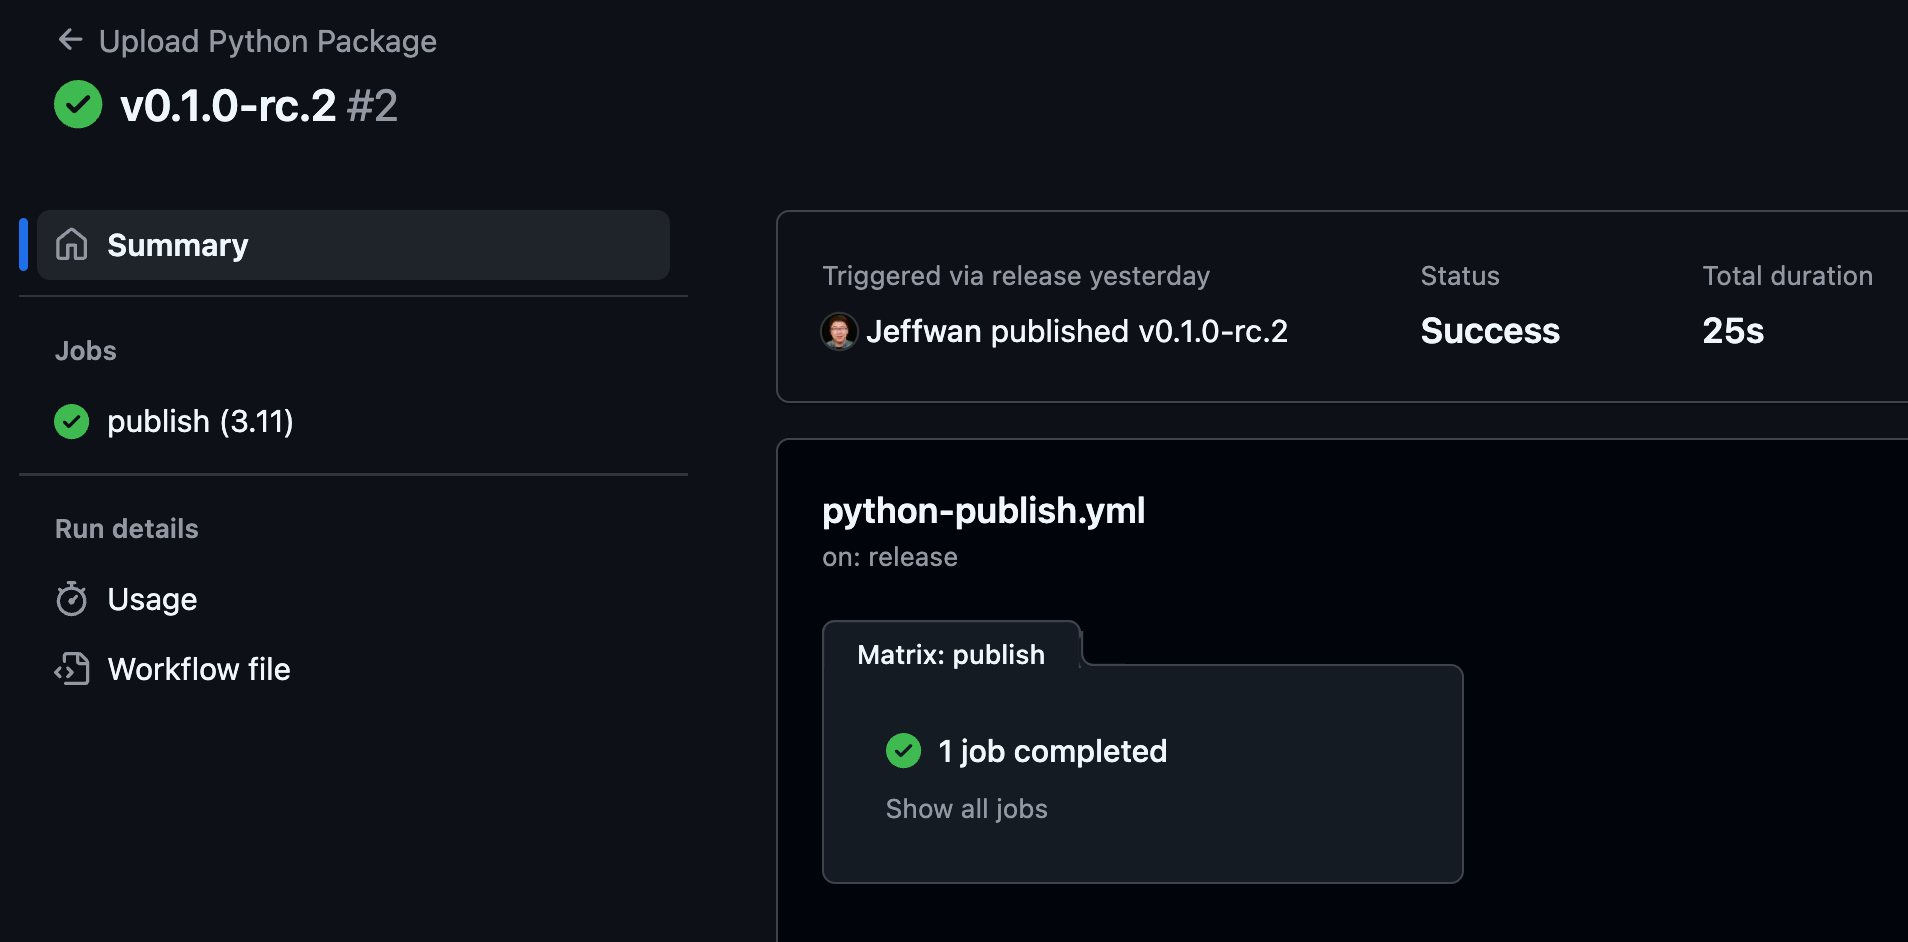 Upload Python Package
v0.1.0-rc.2 #2
Summary
Jobs
publish (3.11)
Run details
Usage
Workflow file
Triggered via release yesterday
Jeffwan published v0.1.0-rc.2
Status
Success
Total duration
25s
python-publish.yml
on: release
Matrix: publish
1 job completed
Show all jobs